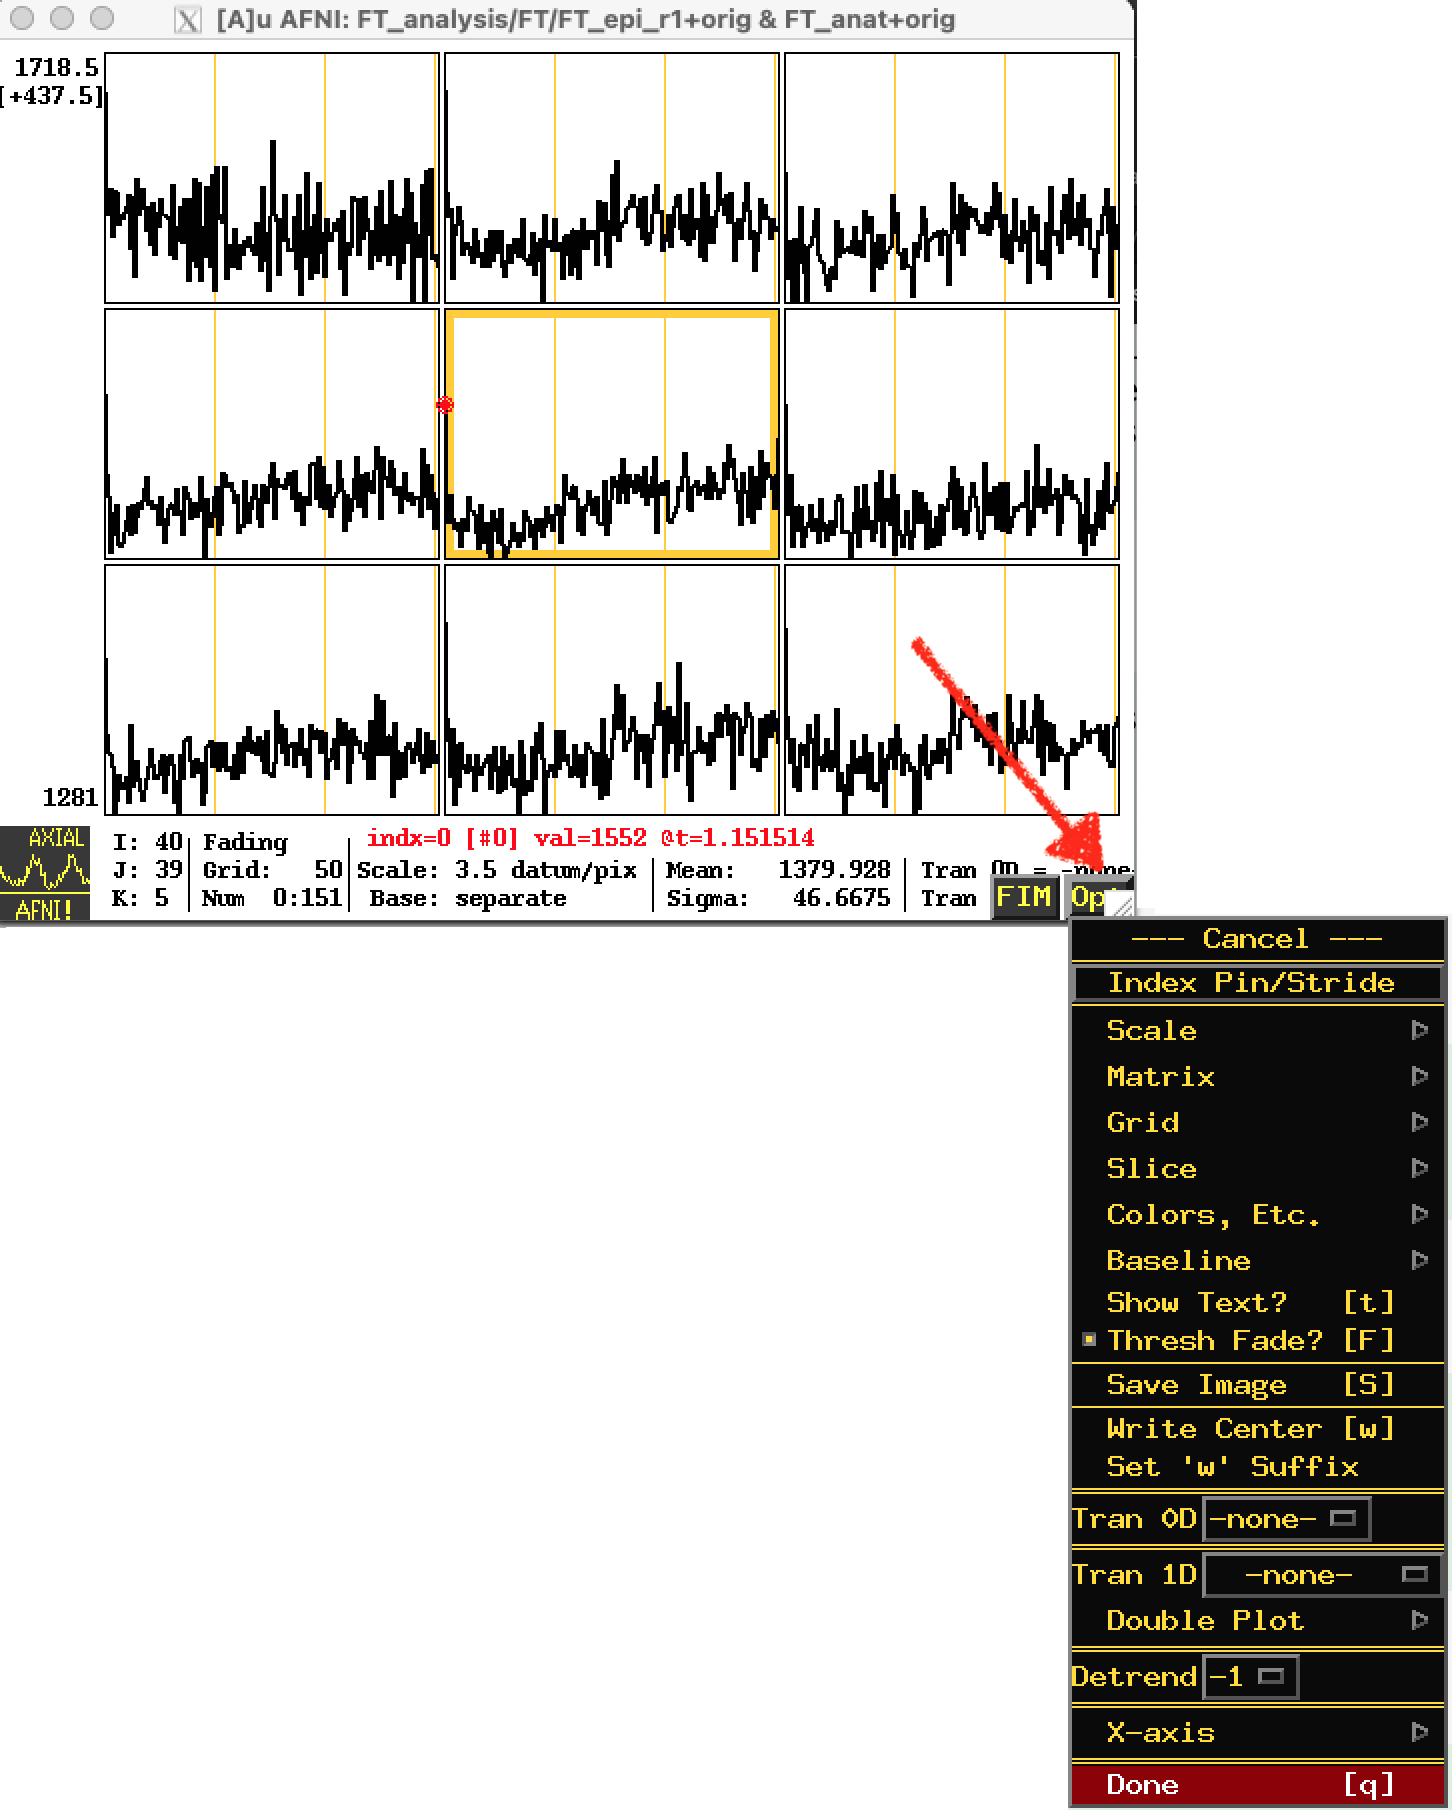 [A]u AFNI: FT_analysis/FT/FT_epi_r1+orig & FT_anat+orig
1718.5
[+437.5]
1281
AXIAL
AFNI!
I: 40
J: 39
K: 5
Fading
Grid: 50
Num 0:151
indx=0 [#0] val=1552 @t=1.151514
Scale: 3.5 datum/pix
Base: separate
Mean: 1379.928
Sigma: 46.6675
Tran 0D = -none-
Tran
FIM
Op
--- Cancel ---
Index Pin/Stride
Scale
Matrix
Grid
Slice
Colors, Etc.
Baseline
Show Text? [t]
Thresh Fade? [F]
Save Image [S]
Write Center [w]
Set 'w' Suffix
Tran 0D -none-
Tran 1D -none-
Double Plot
Detrend -1
X-axis
Done [q]